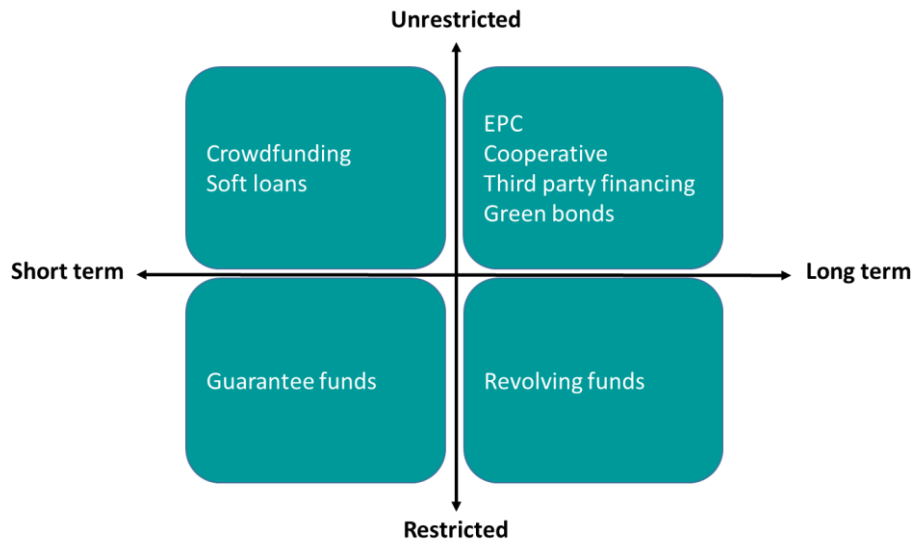 Unrestricted
Crowdfunding
Soft loans
EPC
Cooperative
Third party financing
Green bonds
Short term
Long term
Guarantee funds
Revolving funds
Restricted